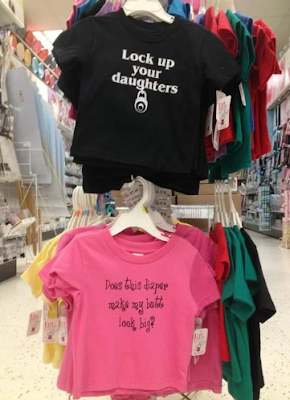 Lock up
your
daughters
Does this diaper
make my butt
look big?